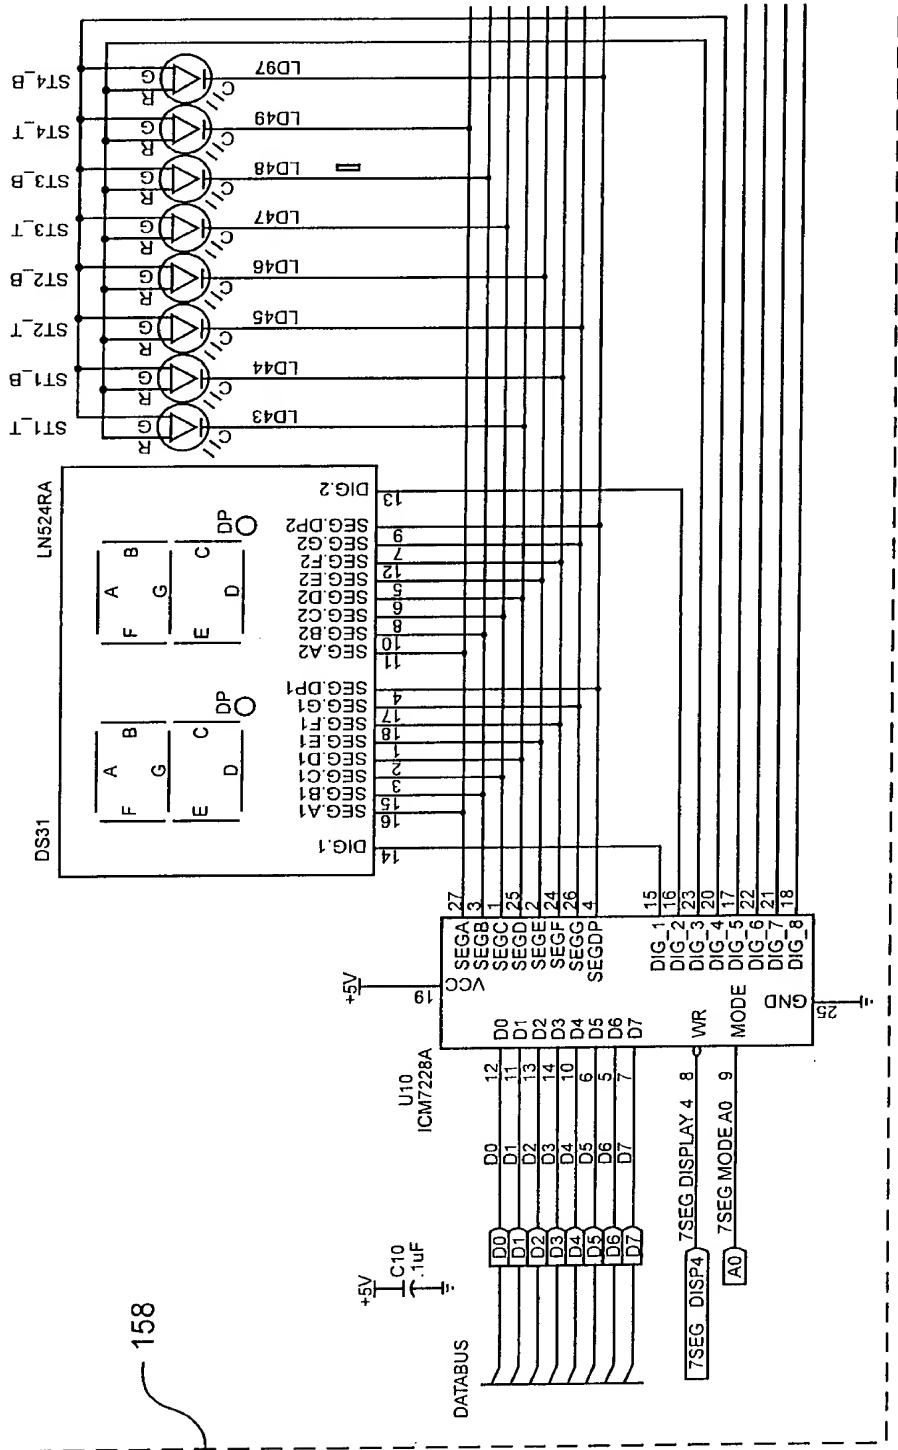 158
DATABUS
+5V
C10
.1uF
D0
D1
D2
D3
D4
D5
D6
D7
7SEG DISP4
A0
D0
D1
D2
D3
D4
D5
D6
D7
7SEG DISPLAY 4
7SEG MODE A0
12
11
13
14
10
6
5
7
8
9
U10
ICM7228A
D0
D1
D2
D3
D4
D5
D6
D7
WR
MODE
+5V
19
VCC
GND
25
SEGA
SEGB
SEGC
SEGD
SEGE
SEGF
SEGG
SEGDP
27
3
1
25
2
24
26
4
DIG_1
DIG_2
DIG_3
DIG_4
DIG_5
DIG_6
DIG_7
DIG_8
15
16
23
20
17
22
21
18
DS31
LN524RA
A
B
C
D
E
F
G
DP
A
B
C
D
E
F
G
DP
DIG.1
SEG.A1
SEG.B1
SEG.C1
SEG.D1
SEG.E1
SEG.F1
SEG.G1
SEG.DP1
SEG.A2
SEG.B2
SEG.C2
SEG.D2
SEG.E2
SEG.F2
SEG.G2
SEG.DP2
DIG.2
14
16
15
3
2
1
18
17
4
11
10
8
6
5
12
7
9
13
ST1_T
R
G
C
LD43
ST1_B
R
G
C
LD44
ST2_T
R
G
C
LD45
ST2_B
R
G
C
LD46
ST3_T
R
G
C
LD47
ST3_B
R
G
C
LD48
ST4_T
R
G
C
LD49
ST4_B
R
G
C
LD97